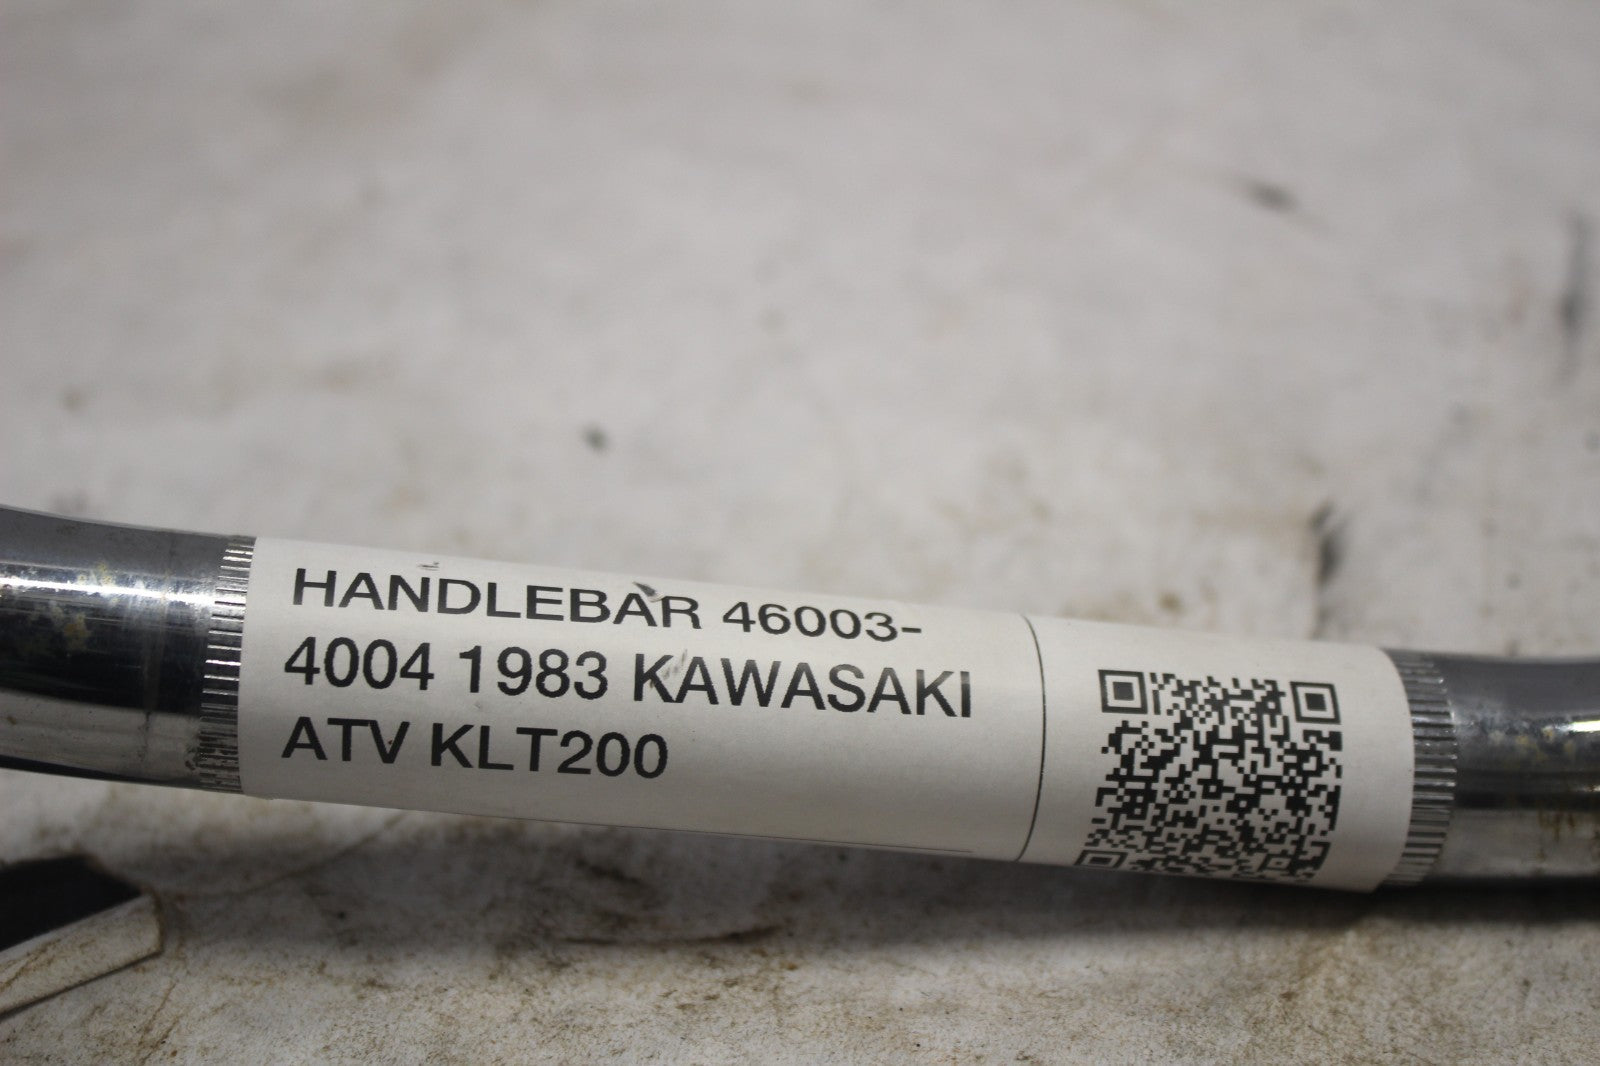 HANDLEBAR 46003-
4004 1983 KAWASAKI
ATV KLT200